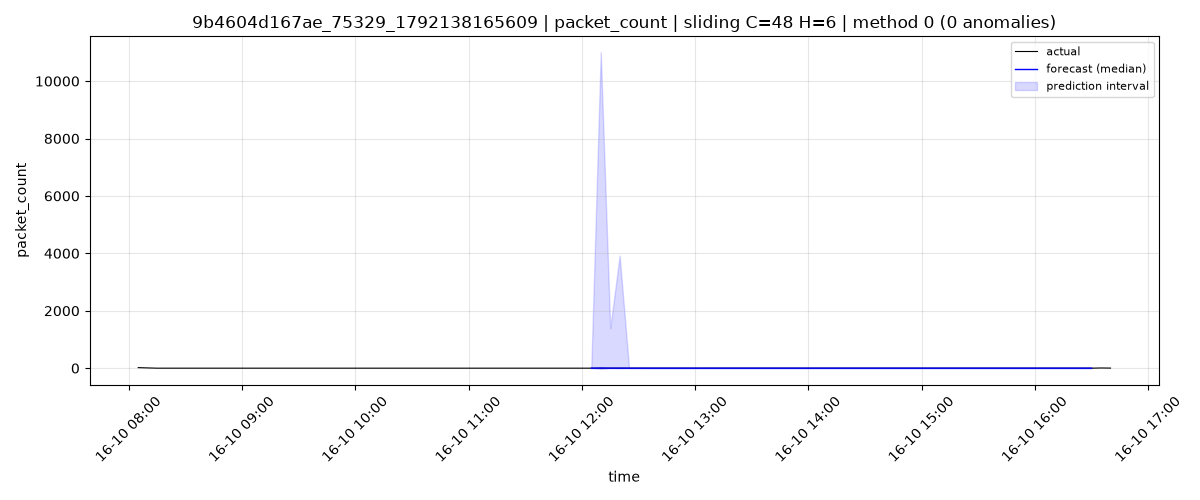 9b4604d167ae_75329_1792138165609 | packet_count | sliding C=48 H=6 | method 0 (0 anomalies)
actual
forecast (median)
prediction interval
packet_count
10000
8000
6000
4000
2000
0
16-10 08:00
16-10 09:00
16-10 10:00
16-10 11:00
16-10 12:00
16-10 13:00
16-10 14:00
16-10 15:00
16-10 16:00
16-10 17:00
time